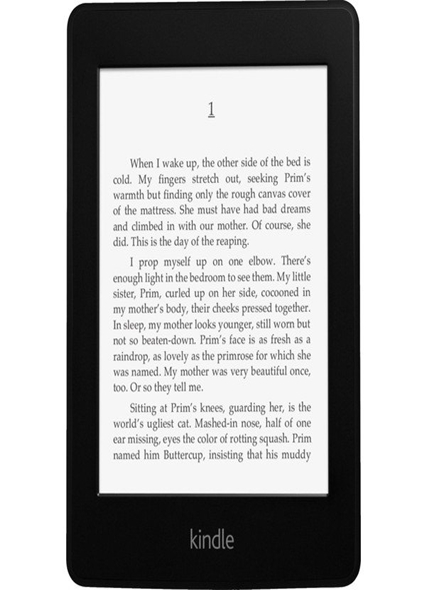 1
When I wake up, the other side of the bed is
cold. My fingers stretch out, seeking Prim's
warmth but finding only the rough canvas cover
of the mattress. She must have had bad dreams
and climbed in with our mother. Of course, she
did. This is the day of the reaping.
I prop myself up on one elbow. There's
enough light in the bedroom to see them. My little
sister, Prim, curled up on her side, cocooned in
my mother's body, their cheeks pressed together.
In sleep, my mother looks younger, still worn but
not so beaten-down. Prim's face is as fresh as a
raindrop, as lovely as the primrose for which she
was named. My mother was very beautiful once,
too. Or so they tell me.
Sitting at Prim's knees, guarding her, is the
world's ugliest cat. Mashed-in nose, half of one
ear missing, eyes the color of rotting squash. Prim
named him Buttercup, insisting that his muddy
kindle